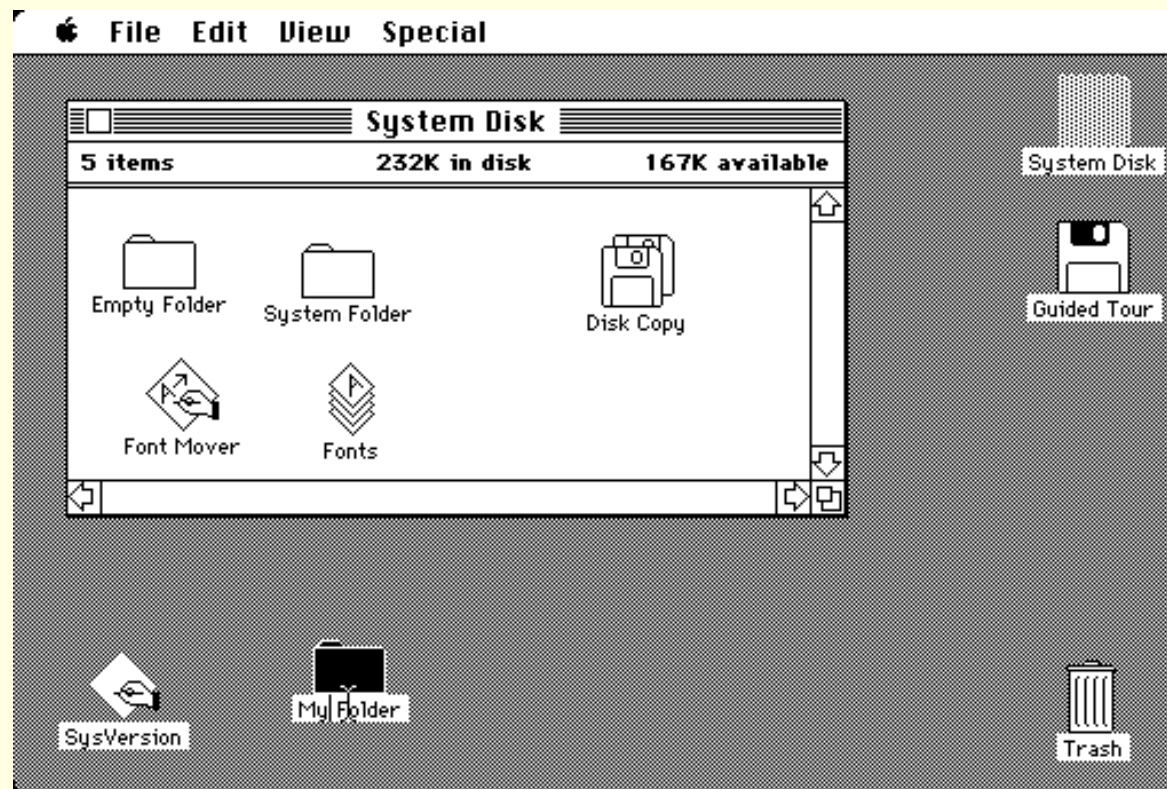 File Edit View Special
System Disk
5 items 232K in disk 167K available
System Disk
Empty Folder
System Folder
Disk Copy
Guided Tour
Font Mover
Fonts
My Folder
SysVersion
Trash